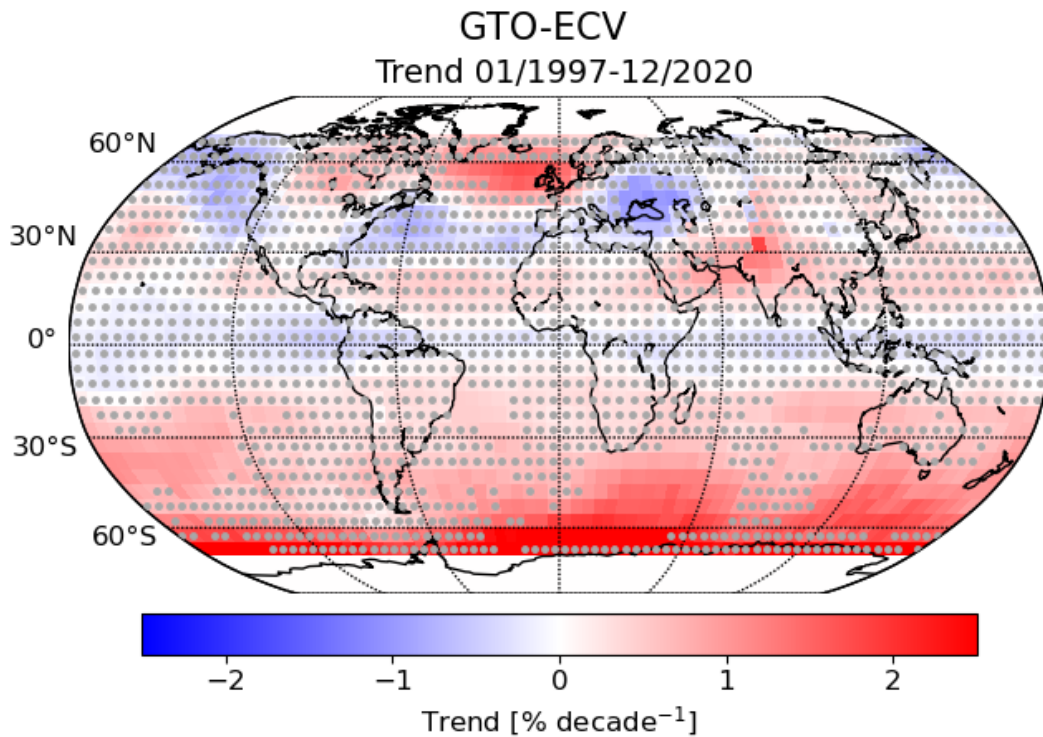 GTO-ECV
Trend 01/1997-12/2020
60°N
30°N
0°
30°S
60°S
−2 −1 0 1 2
Trend [% decade⁻¹]